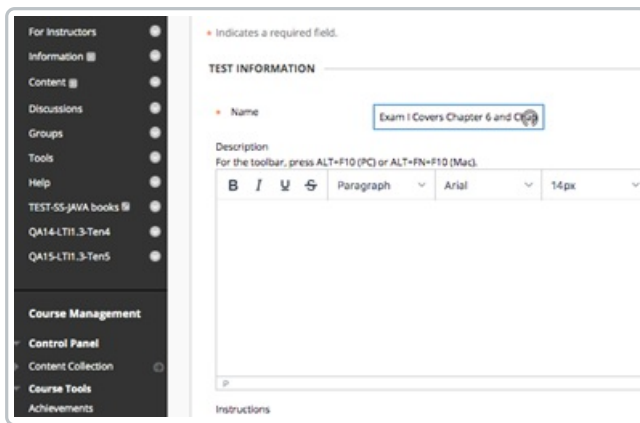 For Instructors
Information
Content
Discussions
Groups
Tools
Help
TEST-SS-JAVA books
QA14-LTI1.3-Ten4
QA15-LTI1.3-Ten5
Course Management
Control Panel
Content Collection
Course Tools
Achievements
* Indicates a required field.
TEST INFORMATION
* Name
Exam I Covers Chapter 6 and Chap
Description
For the toolbar, press ALT+F10 (PC) or ALT+FN+F10 (Mac).
B I U S Paragraph Arial 14px
P
Instructions